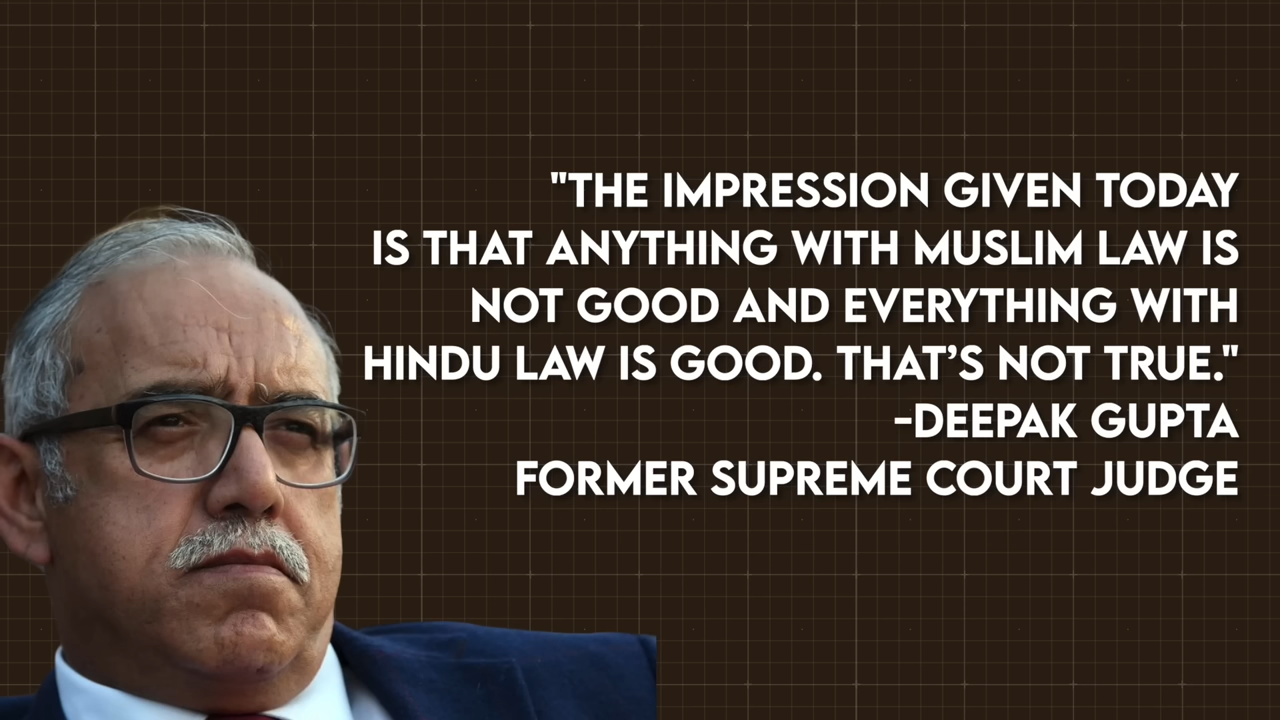 "THE IMPRESSION GIVEN TODAY
IS THAT ANYTHING WITH MUSLIM LAW IS
NOT GOOD AND EVERYTHING WITH
HINDU LAW IS GOOD. THAT’S NOT TRUE."
-DEEPAK GUPTA
FORMER SUPREME COURT JUDGE